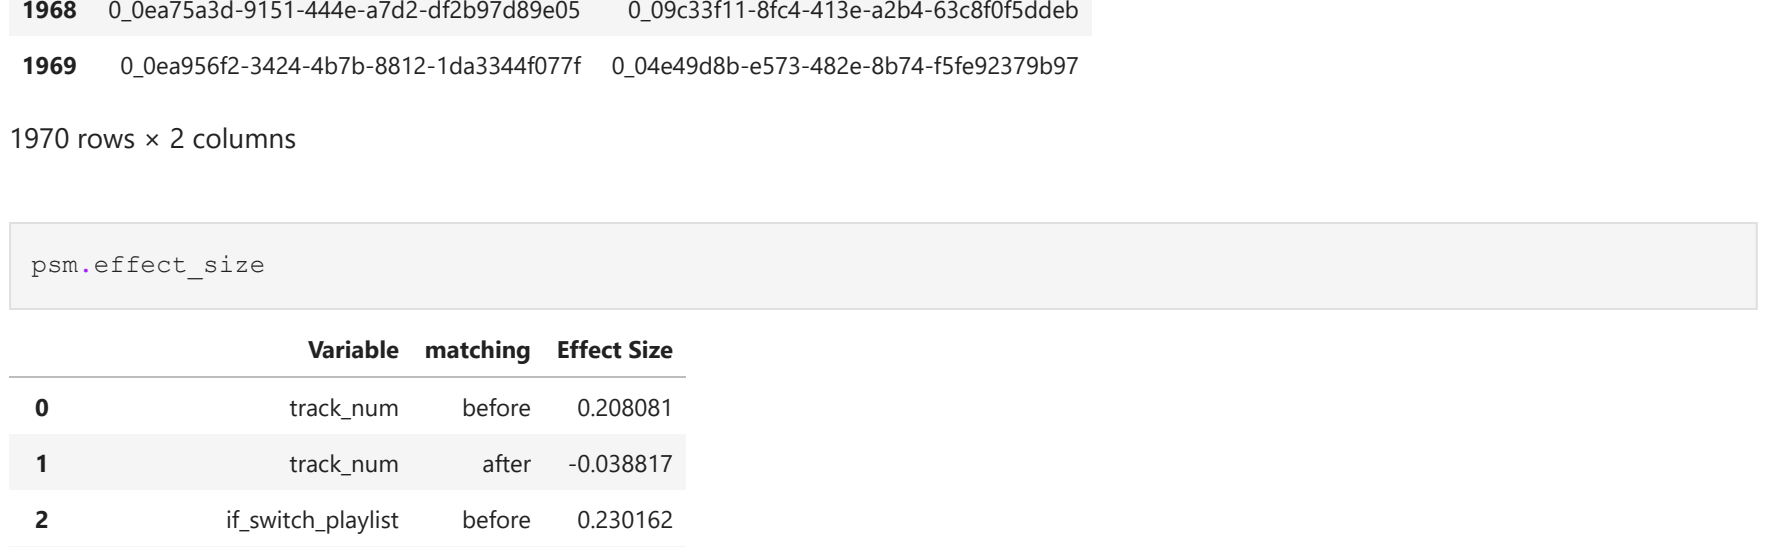 1968 0_0ea75a3d-9151-444e-a7d2-df2b97d89e05 0_09c33f11-8fc4-413e-a2b4-63c8f0f5ddeb
1969 0_0ea956f2-3424-4b7b-8812-1da3344f077f 0_04e49d8b-e573-482e-8b74-f5fe92379b97
1970 rows × 2 columns
psm.effect_size
Variable matching Effect Size
0 track_num before 0.208081
1 track_num after -0.038817
2 if_switch_playlist before 0.230162